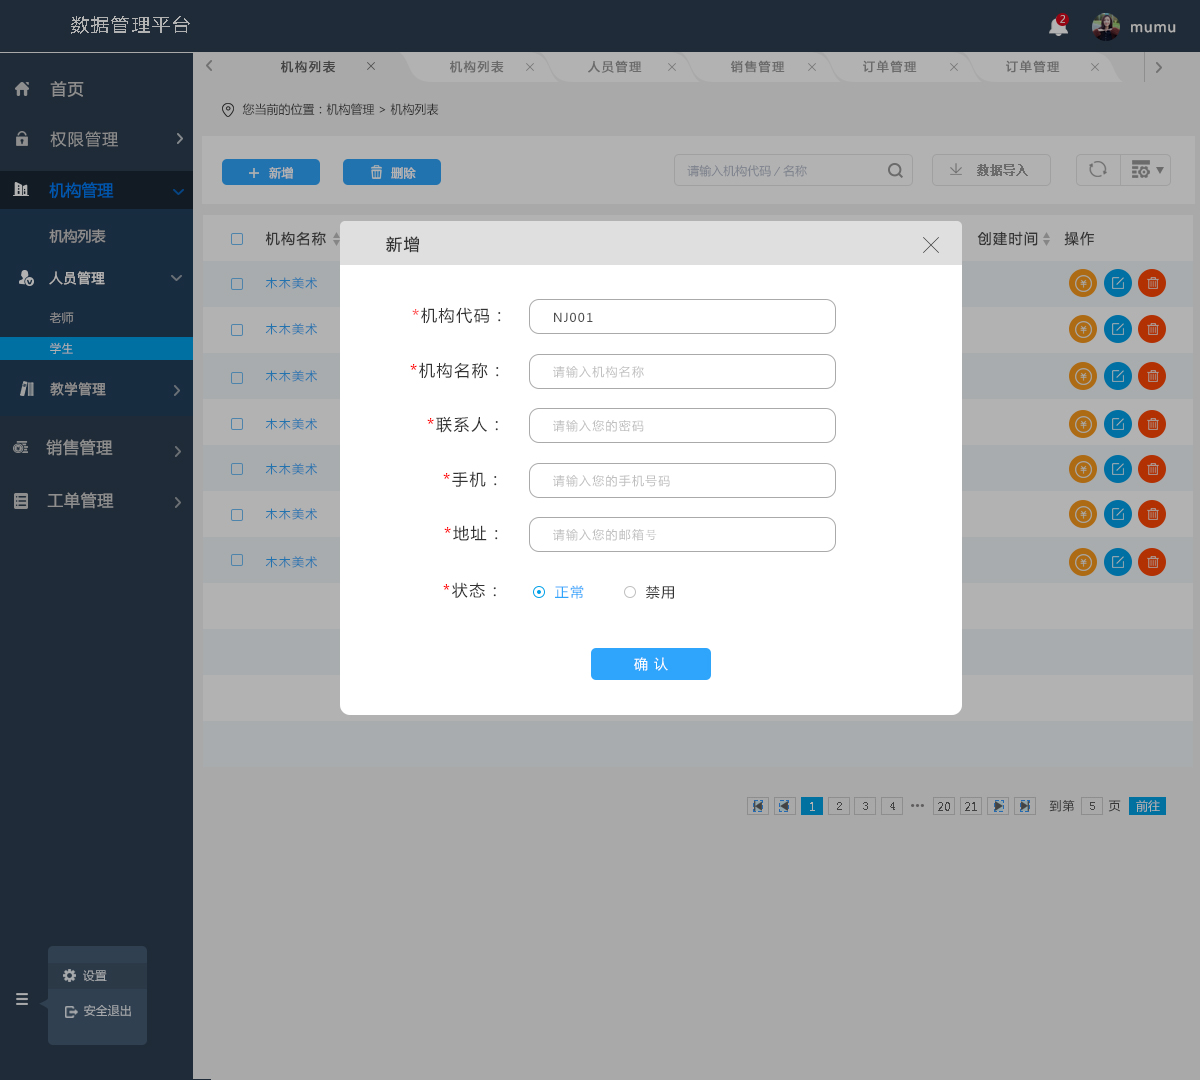 数据管理平台
2
mumu
首页
权限管理
机构管理
机构列表
人员管理
老师
学生
教学管理
销售管理
工单管理
设置
安全退出
机构列表 机构列表 人员管理 销售管理 订单管理 订单管理
您当前的位置：机构管理 > 机构列表
+ 新增 删除 请输入机构代码 / 名称 数据导入
机构名称 创建时间 操作
木木美术
木木美术
木木美术
木木美术
木木美术
木木美术
木木美术
新增
*机构代码： NJ001
*机构名称： 请输入机构名称
*联系人： 请输入您的密码
*手机： 请输入您的手机号码
*地址： 请输入您的邮箱号
*状态： 正常 禁用
确 认
1 2 3 4 ••• 20 21 到第 5 页 前往